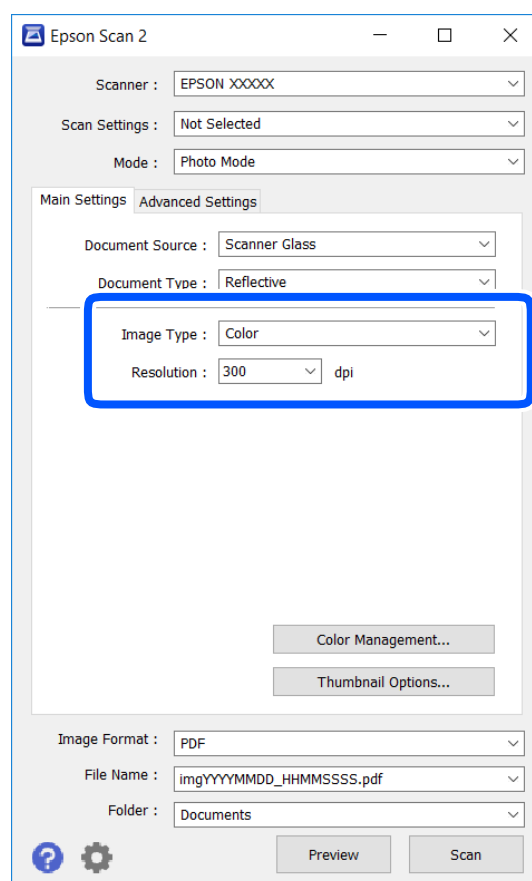 Epson Scan 2
Scanner : EPSON XXXXX
Scan Settings : Not Selected
Mode : Photo Mode
Main Settings Advanced Settings
Document Source : Scanner Glass
Document Type : Reflective
Image Type : Color
Resolution : 300 dpi
Color Management...
Thumbnail Options...
Image Format : PDF
File Name : imgYYYYMMDD_HHMMSSSS.pdf
Folder : Documents
? Preview Scan